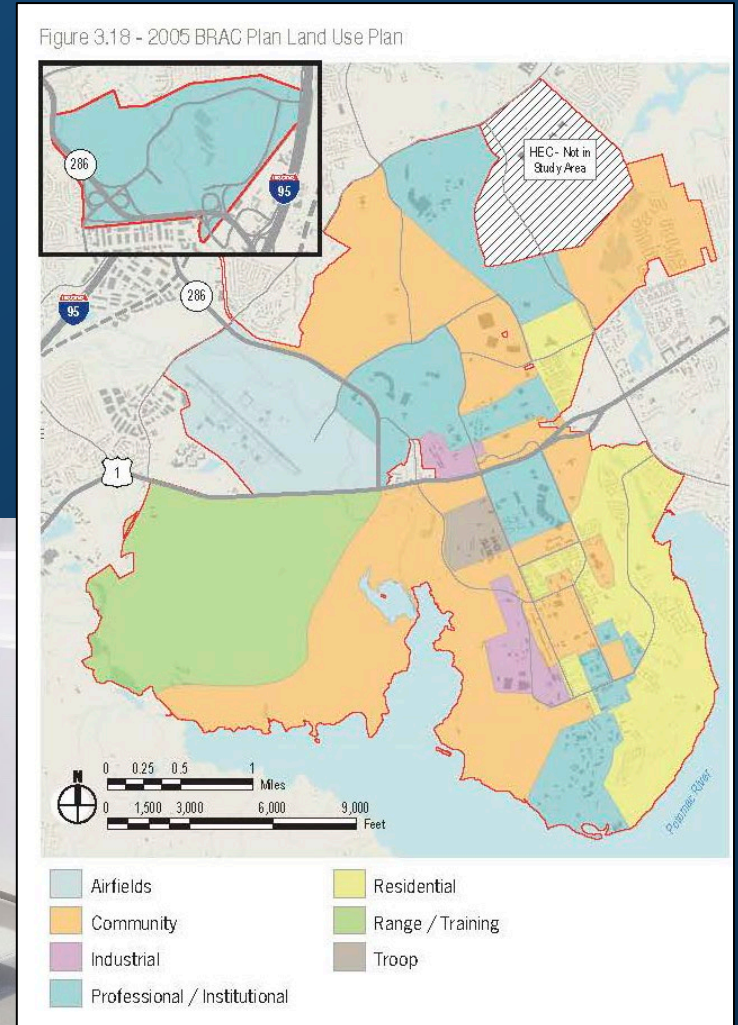 Figure 3.18 - 2005 BRAC Plan Land Use Plan
286
INTERSTATE
95
HEC - Not in
Study Area
286
INTERSTATE
95
1
N
0 0.25 0.5 1
Miles
0 1,500 3,000 6,000 9,000
Feet
Potomac River
Airfields
Community
Industrial
Professional / Institutional
Residential
Range / Training
Troop